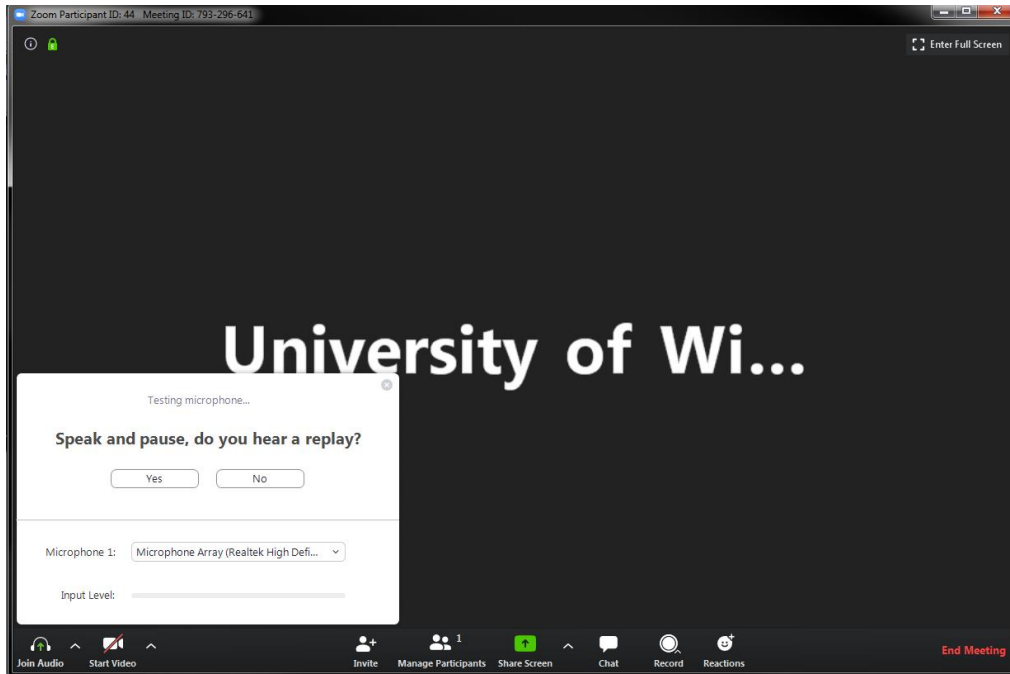 Zoom Participant ID: 44 Meeting ID: 793-296-641
Enter Full Screen
University of Wi...
Testing microphone...
Speak and pause, do you hear a replay?
Yes No
Microphone 1: Microphone Array (Realtek High Defi...
Input Level:
Join Audio Start Video Invite Manage Participants 1 Share Screen Chat Record Reactions End Meeting